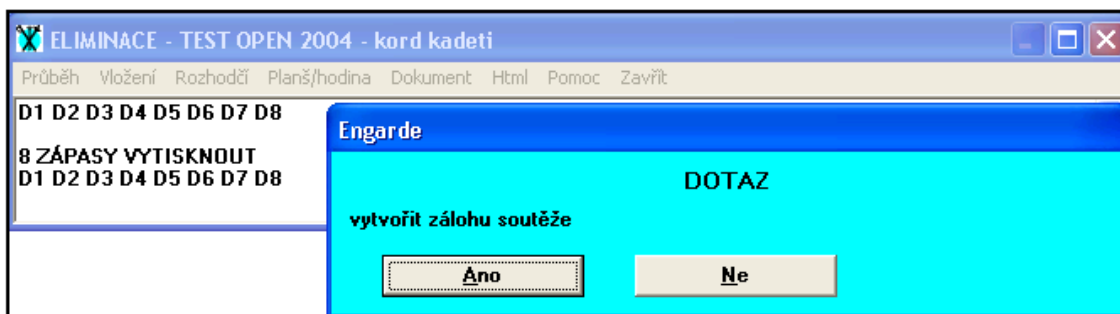 ELIMINACE - TEST OPEN 2004 - kord kadeti
Průběh Vložení Rozhodčí Planš/hodina Dokument Html Pomoc Zavřít
D1 D2 D3 D4 D5 D6 D7 D8
8 ZÁPASY VYTISKNOUT
D1 D2 D3 D4 D5 D6 D7 D8
Engarde
DOTAZ
vytvořit zálohu soutěže
Ano Ne